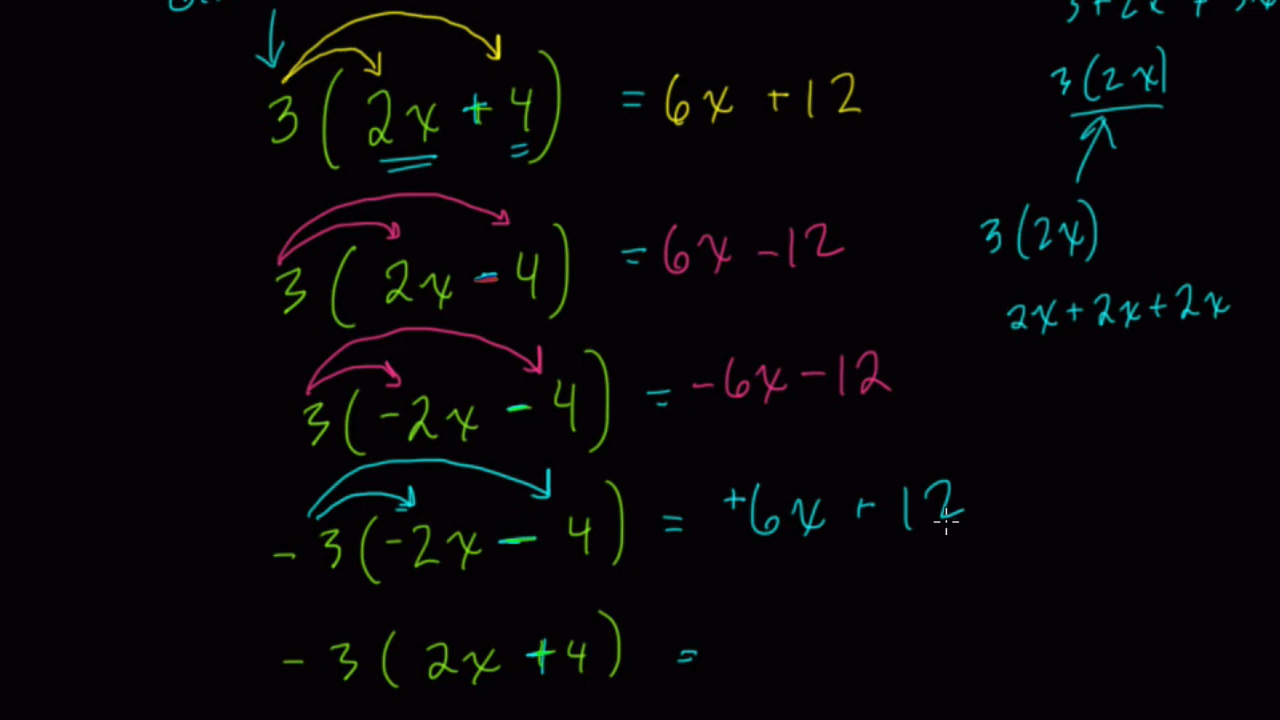 3(2x + 4) = 6x + 12
3(2x)
3(2x - 4) = 6x - 12
3(2x)
2x + 2x + 2x
3(-2x - 4) = -6x - 12
-3(-2x - 4) = +6x + 12
-3(2x + 4) =